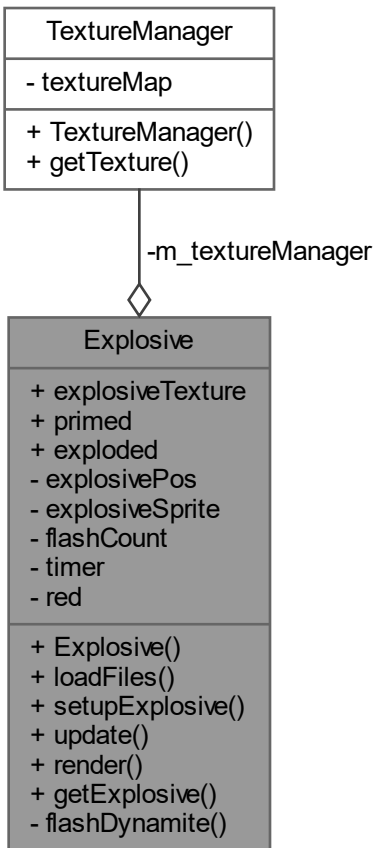 TextureManager
- textureMap
+ TextureManager()
+ getTexture()
-m_textureManager
Explosive
+ explosiveTexture
+ primed
+ exploded
- explosivePos
- explosiveSprite
- flashCount
- timer
- red
+ Explosive()
+ loadFiles()
+ setupExplosive()
+ update()
+ render()
+ getExplosive()
- flashDynamite()